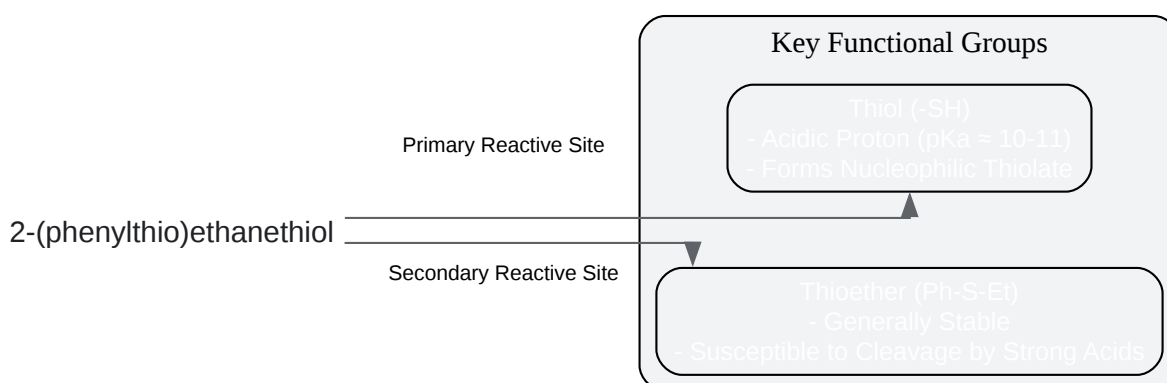 Key Functional Groups
Thiol (-SH)
- Acidic Proton (pKa ≈ 10-11)
- Forms Nucleophilic Thiolate
Primary Reactive Site
2-(phenylthio)ethanethiol
Secondary Reactive Site
Thioether (Ph-S-Et)
- Generally Stable
- Susceptible to Cleavage by Strong Acids